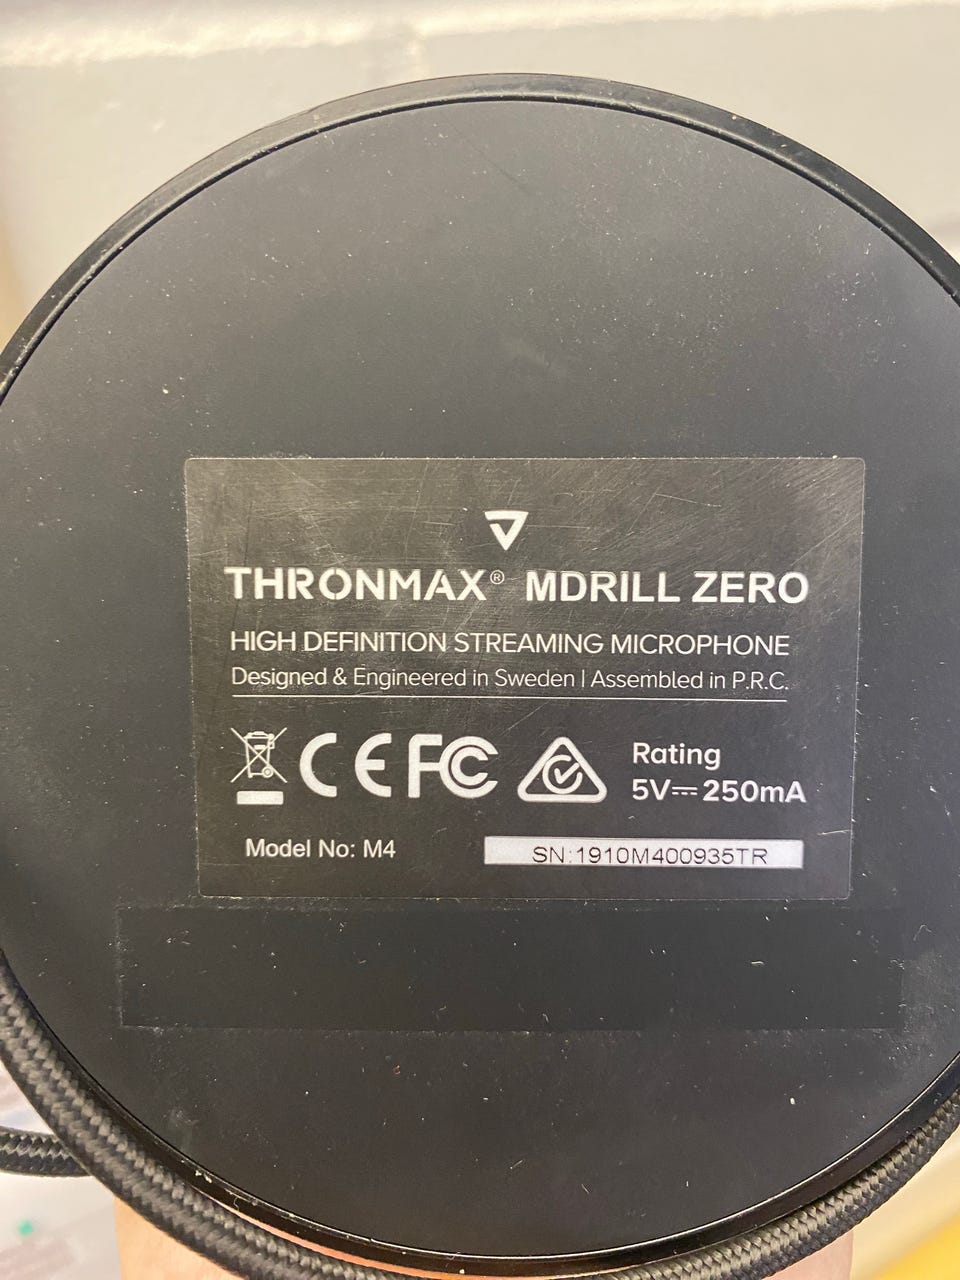 THRONMAX® MDRILL ZERO
HIGH DEFINITION STREAMING MICROPHONE
Designed & Engineered in Sweden | Assembled in P.R.C.
CE FC
Rating
5V⎓250mA
Model No: M4
SN:1910M400935TR